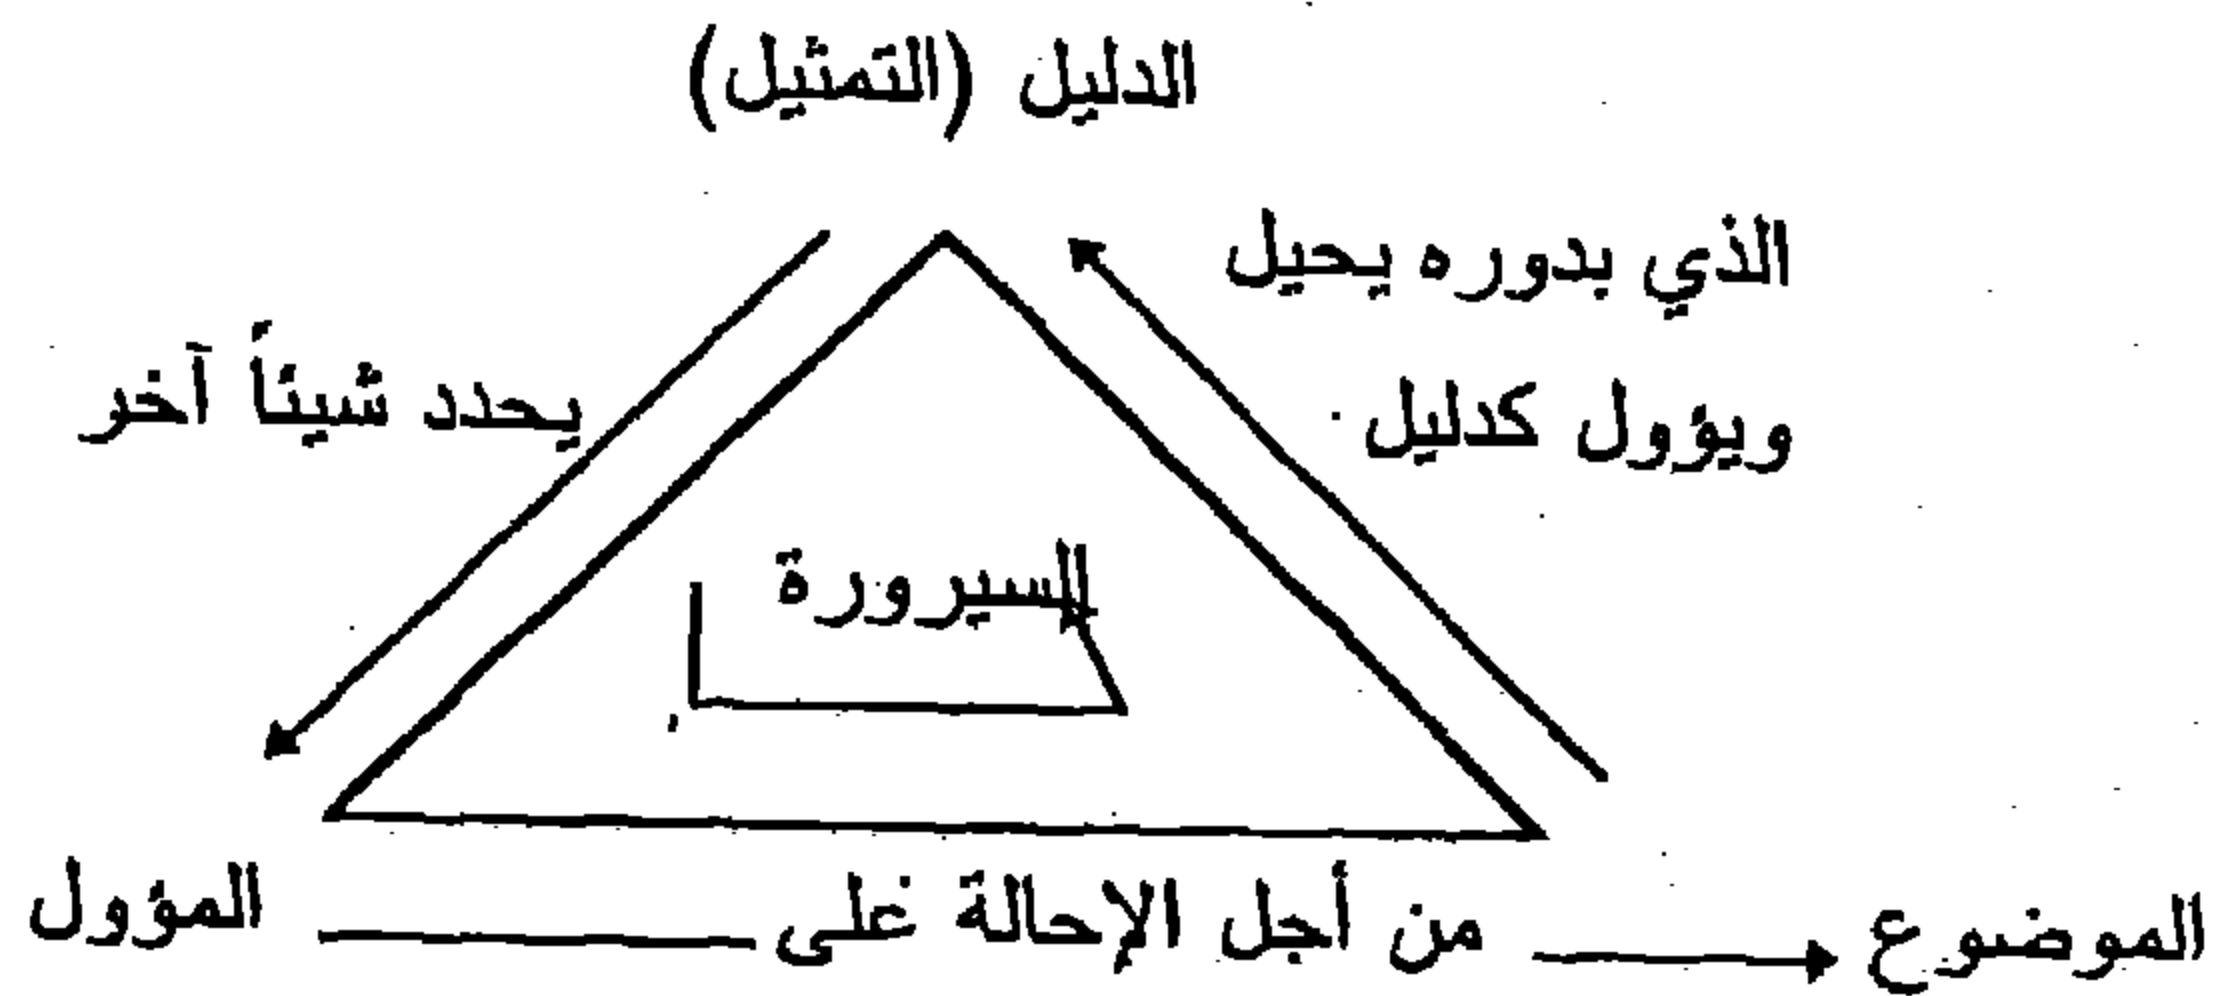 الدليل (التمثيل)
الذي بدوره يحيل
ويؤول كدليل
يحدد شيئاً آخر
السيرورة
الموضوع
من أجل الإحالة غلى
المؤول